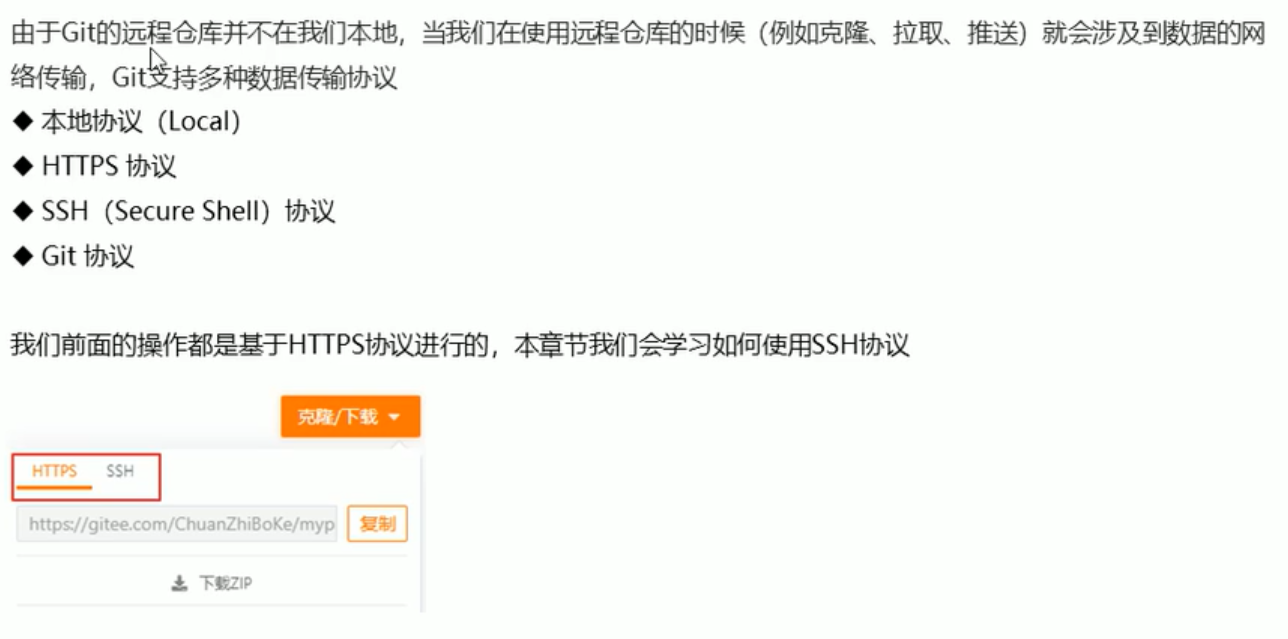 由于Git的远程仓库并不在我们本地，当我们在使用远程仓库的时候（例如克隆、拉取、推送）就会涉及到数据的网
络传输，Git支持多种数据传输协议
◆ 本地协议（Local）
◆ HTTPS 协议
◆ SSH（Secure Shell）协议
◆ Git 协议
我们前面的操作都是基于HTTPS协议进行的，本章节我们会学习如何使用SSH协议
克隆/下载
HTTPS SSH
https://gitee.com/ChuanZhiBoKe/myp 复制
下载ZIP